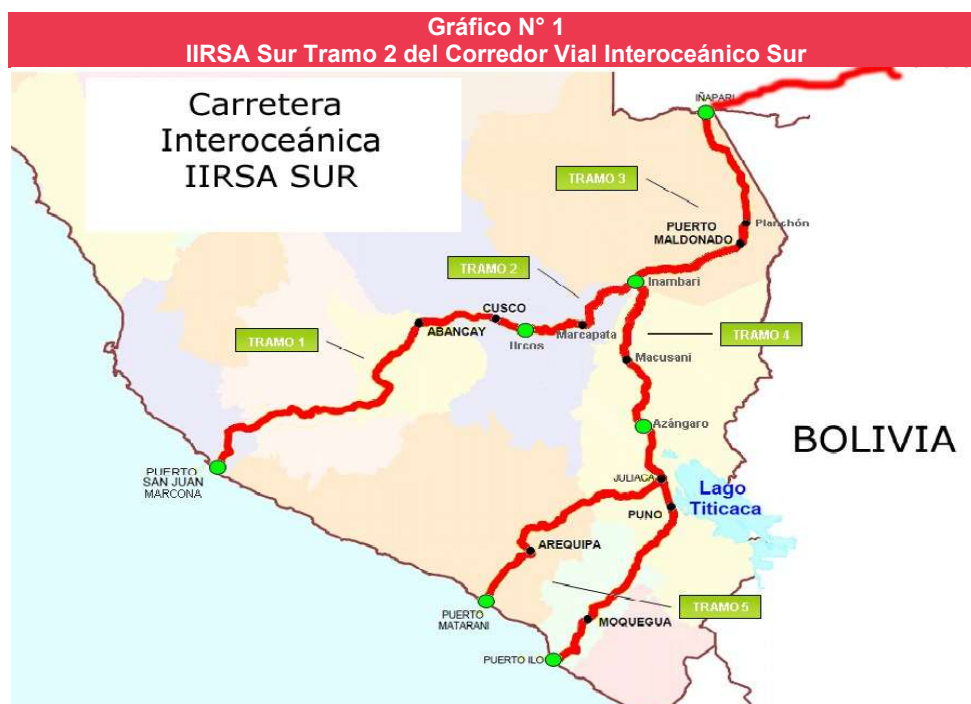 Gráfico N° 1
IIRSA Sur Tramo 2 del Corredor Vial Interoceánico Sur
Carretera
Interoceánica
IIRSA SUR
IÑAPARI
TRAMO 3
Planchón
PUERTO
MALDONADO
TRAMO 2
Inambari
CUSCO
ABANCAY
Urcos
Marcapata
TRAMO 1
TRAMO 4
Macusani
Azángaro
BOLIVIA
PUERTO
SAN JUAN
MARCONA
JULIACA
Lago
Titicaca
PUNO
AREQUIPA
TRAMO 5
PUERTO
MATARANI
MOQUEGUA
PUERTO ILO